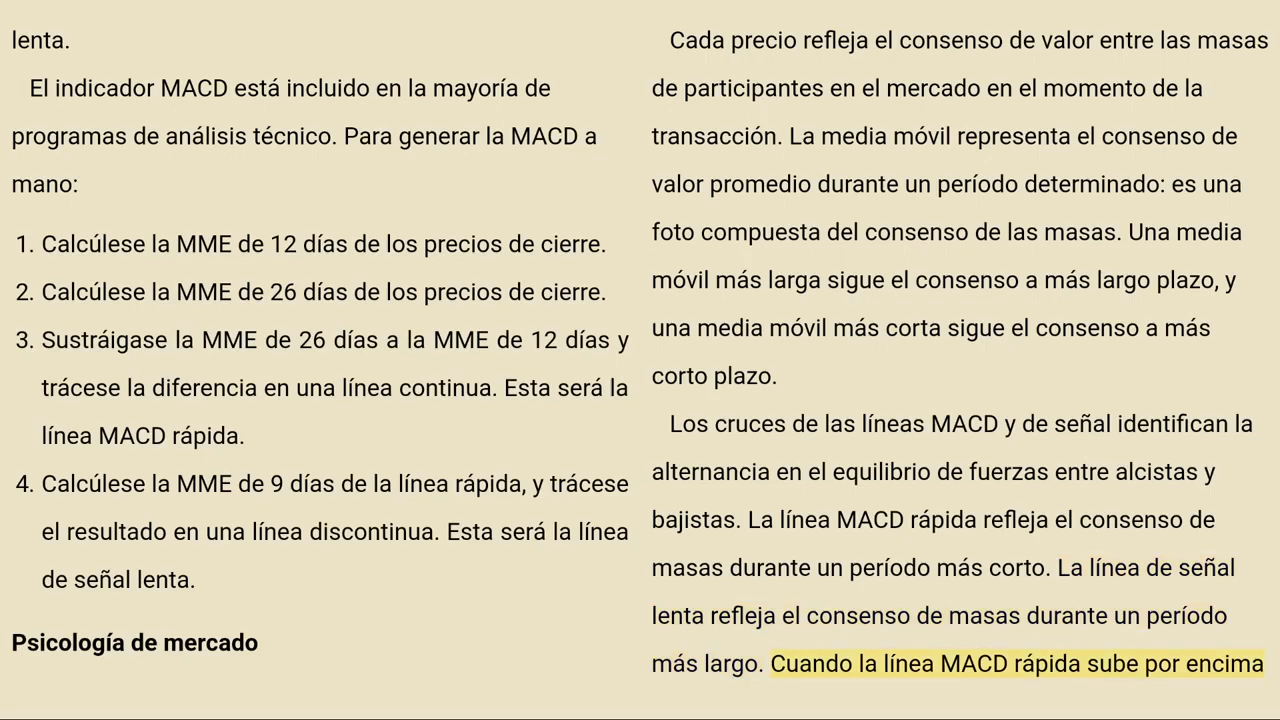 lenta.
El indicador MACD está incluido en la mayoría de
programas de análisis técnico. Para generar la MACD a
mano:
1. Calcúlese la MME de 12 días de los precios de cierre.
2. Calcúlese la MME de 26 días de los precios de cierre.
3. Sustráigase la MME de 26 días a la MME de 12 días y
trácese la diferencia en una línea continua. Esta será la
línea MACD rápida.
4. Calcúlese la MME de 9 días de la línea rápida, y trácese
el resultado en una línea discontinua. Esta será la línea
de señal lenta.
Psicología de mercado
Cada precio refleja el consenso de valor entre las masas
de participantes en el mercado en el momento de la
transacción. La media móvil representa el consenso de
valor promedio durante un período determinado: es una
foto compuesta del consenso de las masas. Una media
móvil más larga sigue el consenso a más largo plazo, y
una media móvil más corta sigue el consenso a más
corto plazo.
Los cruces de las líneas MACD y de señal identifican la
alternancia en el equilibrio de fuerzas entre alcistas y
bajistas. La línea MACD rápida refleja el consenso de
masas durante un período más corto. La línea de señal
lenta refleja el consenso de masas durante un período
más largo. Cuando la línea MACD rápida sube por encima